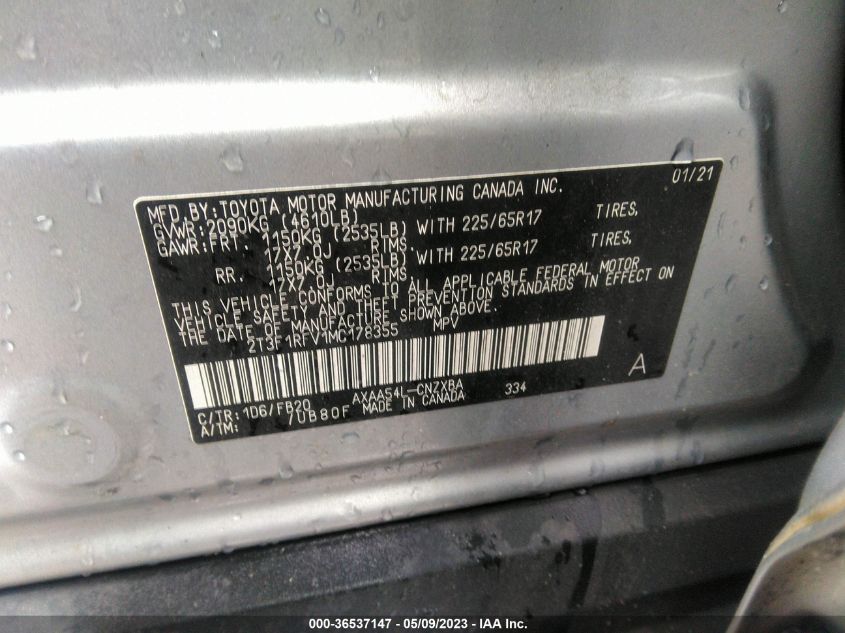 MFD.BY:TOYOTA MOTOR MANUFACTURING CANADA INC. 01/21
GVWR:2090KG (4610LB)
GAWR:FRT. 1150KG (2535LB) WITH 225/65R17 TIRES,
17X7.0J RIMS.
RR. 1150KG (2535LB) WITH 225/65R17 TIRES,
17X7.0J RIMS
THIS VEHICLE CONFORMS TO ALL APPLICABLE FEDERAL MOTOR
VEHICLE SAFETY AND THEFT PREVENTION STANDARDS IN EFFECT ON
THE DATE OF MANUFACTURE SHOWN ABOVE.
2T3F1RFV1MC178355 MPV
A
C/TR:1D6/FB20 AXAA54L-CNZXBA 334
A/TM: /UB80F MADE IN CANADA
000-36537147 - 05/09/2023 - IAA Inc.